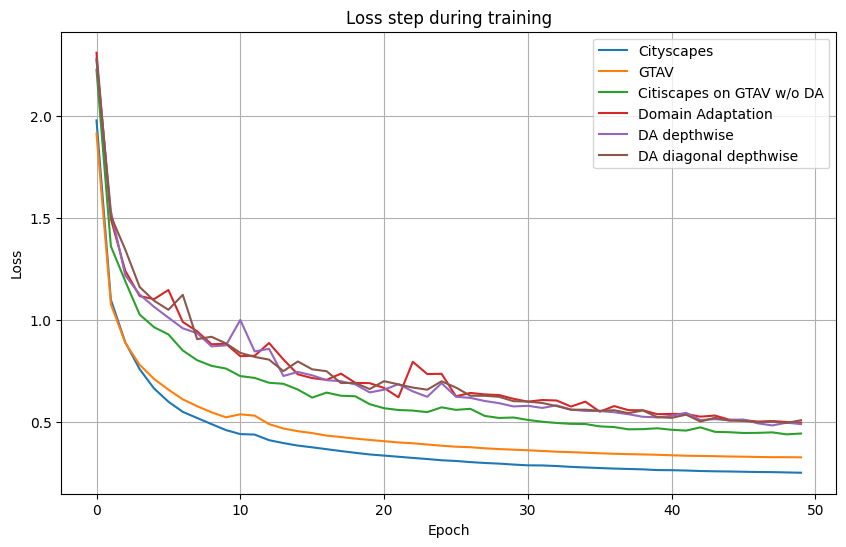 Loss step during training
Cityscapes
GTAV
Citiscapes on GTAV w/o DA
Domain Adaptation
DA depthwise
DA diagonal depthwise
Loss
2.0
1.5
1.0
0.5
0 10 20 30 40 50
Epoch